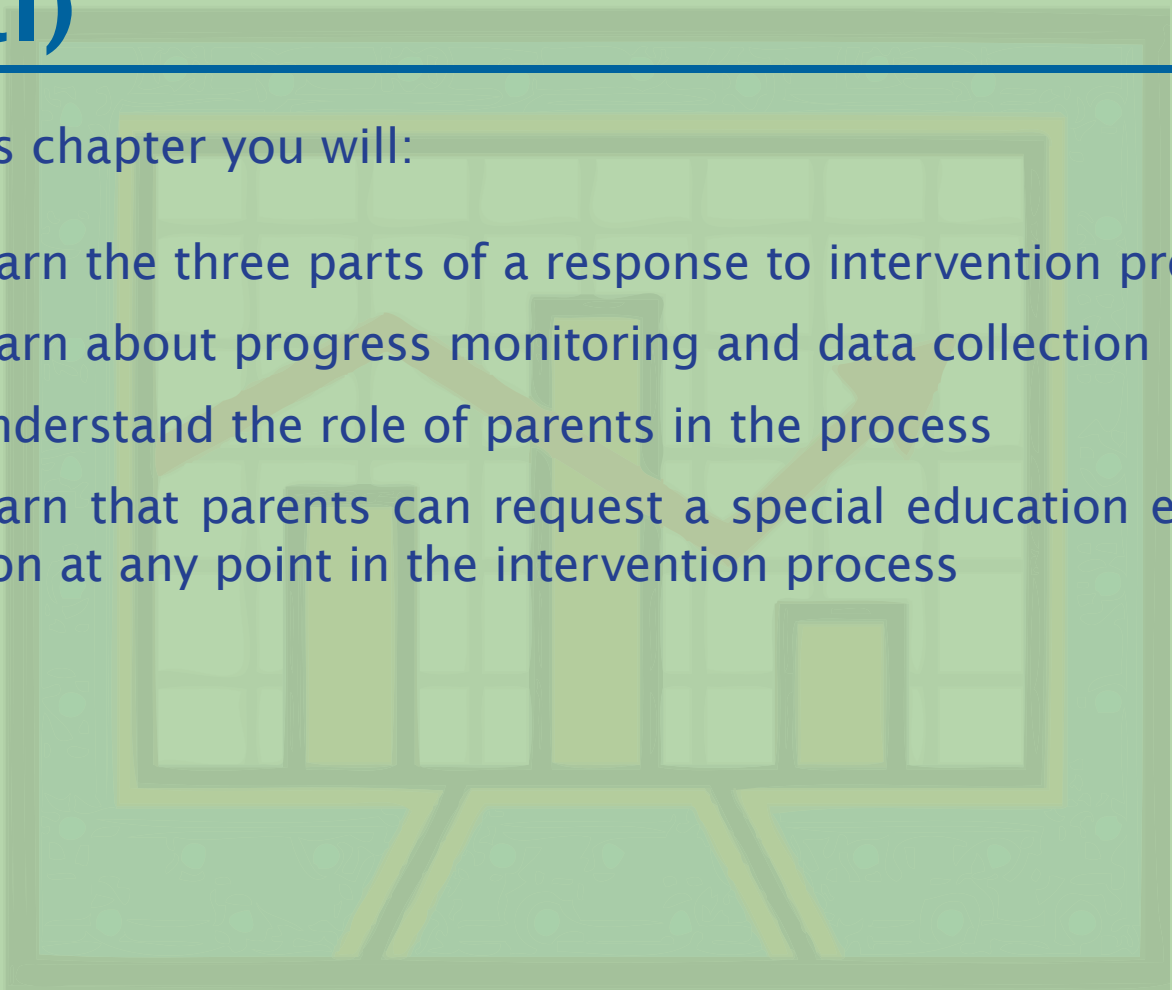 s chapter you will:
arn the three parts of a response to intervention pr
arn about progress monitoring and data collection
nderstand the role of parents in the process
arn that parents can request a special education e
on at any point in the intervention process